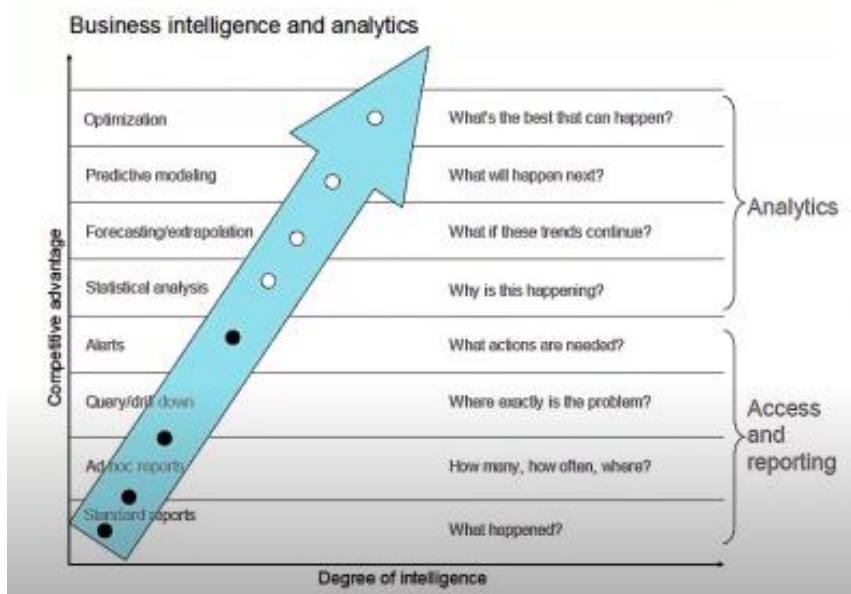 Business intelligence and analytics
Optimization
What's the best that can happen?
Predictive modeling
What will happen next?
Analytics
Forecasting/extrapolation
What if these trends continue?
Statistical analysis
Why is this happening?
Competitive advantage
Alerts
What actions are needed?
Query/drill down
Where exactly is the problem?
Access
and
reporting
Ad hoc reports
How many, how often, where?
Standard reports
What happened?
Degree of intelligence